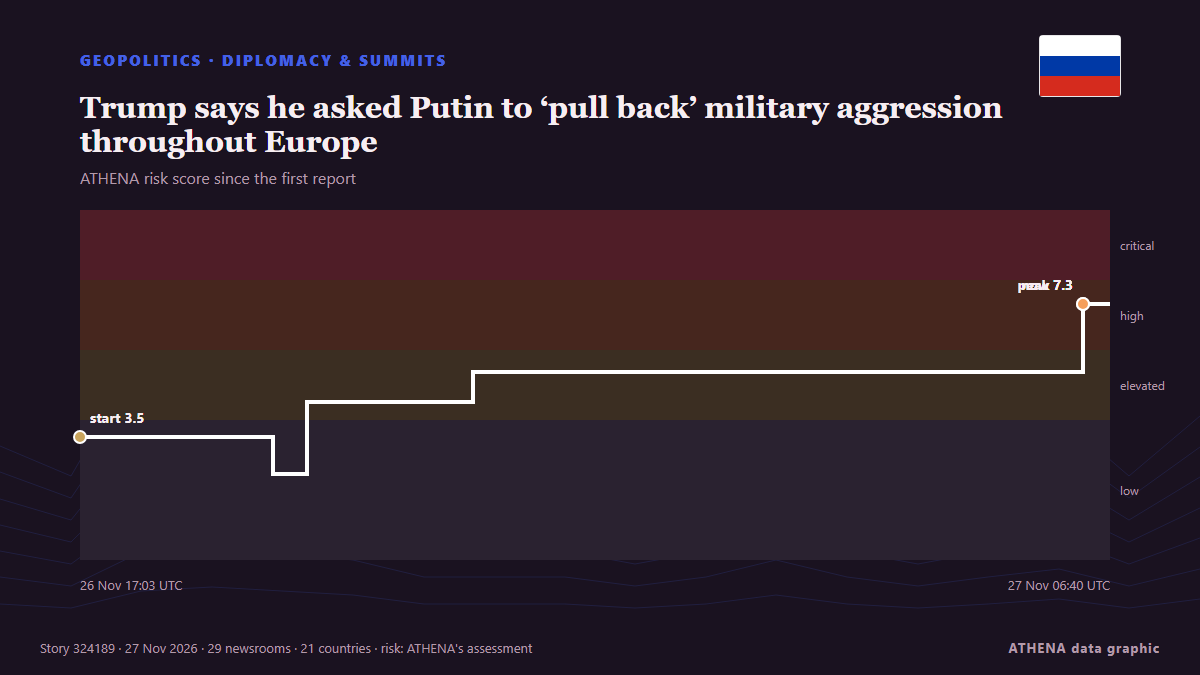 GEOPOLITICS · DIPLOMACY & SUMMITS
Trump says he asked Putin to ‘pull back’ military aggression
throughout Europe
ATHENA risk score since the first report
critical
7.3
high
elevated
start 3.5
low
26 Nov 17:03 UTC
27 Nov 06:40 UTC
Story 324189 · 27 Nov 2026 · 29 newsrooms · 21 countries · risk: ATHENA's assessment
ATHENA data graphic